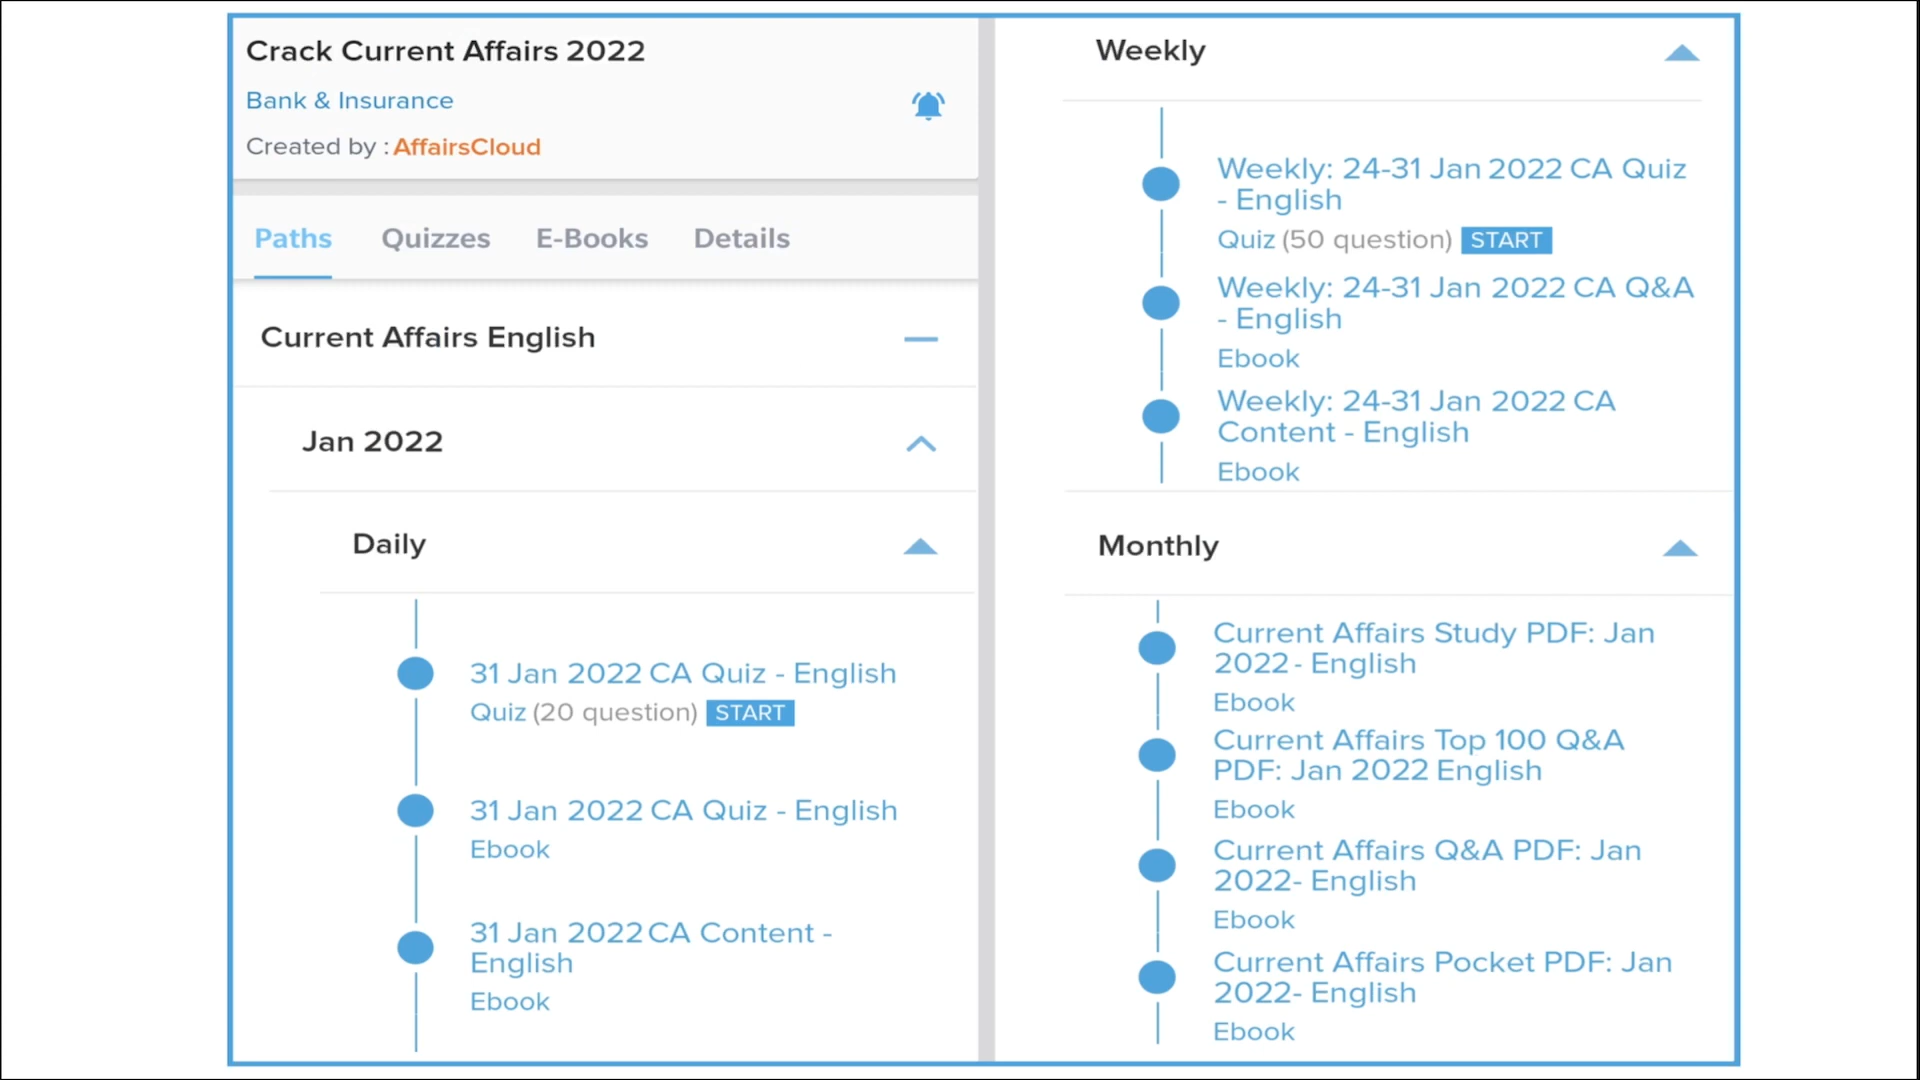 Crack Current Affairs 2022
Bank & Insurance
Created by : AffairsCloud
Paths Quizzes E-Books Details
Current Affairs English
Jan 2022
Daily
31 Jan 2022 CA Quiz - English
Quiz (20 question) START
31 Jan 2022 CA Quiz - English
Ebook
31 Jan 2022 CA Content -
English
Ebook
Weekly
Weekly: 24-31 Jan 2022 CA Quiz
- English
Quiz (50 question) START
Weekly: 24-31 Jan 2022 CA Q&A
- English
Ebook
Weekly: 24-31 Jan 2022 CA
Content - English
Ebook
Monthly
Current Affairs Study PDF: Jan
2022 - English
Ebook
Current Affairs Top 100 Q&A
PDF: Jan 2022 English
Ebook
Current Affairs Q&A PDF: Jan
2022- English
Ebook
Current Affairs Pocket PDF: Jan
2022- English
Ebook